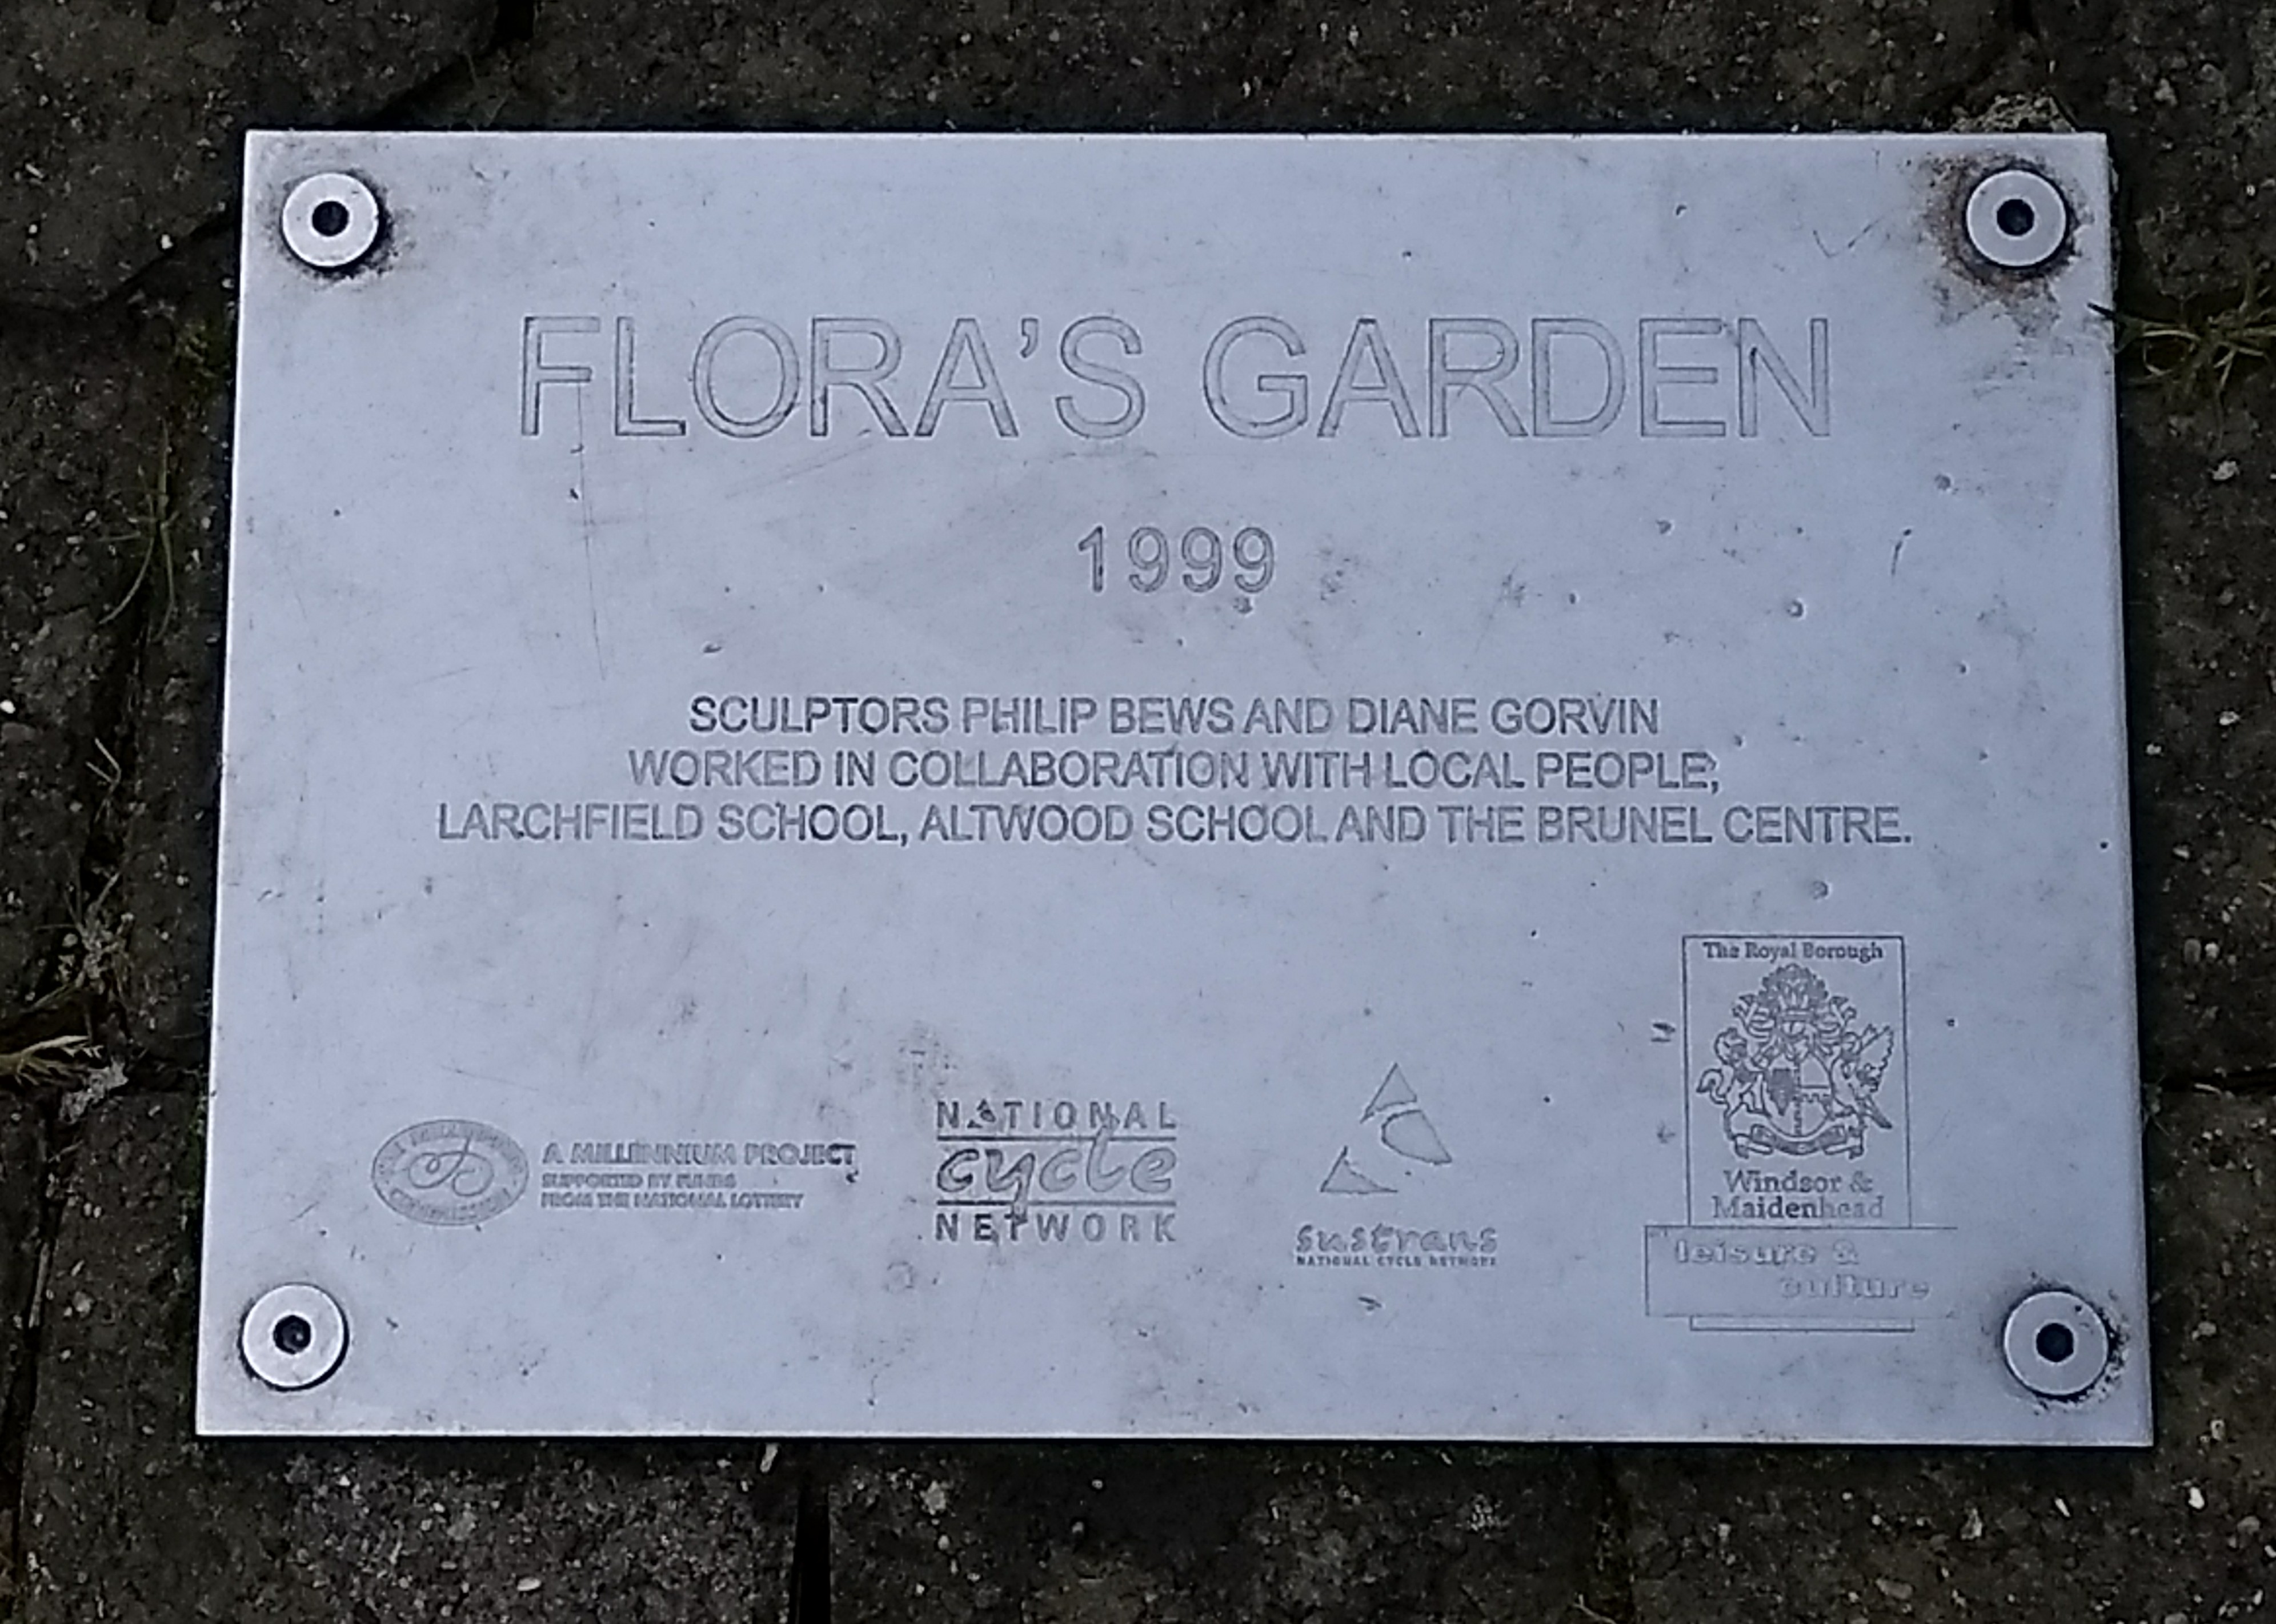 FLORA'S GARDEN
1999
SCULPTORS PHILIP BEWS AND DIANE GORVIN
WORKED IN COLLABORATION WITH LOCAL PEOPLE;
LARCHFIELD SCHOOL, ALTWOOD SCHOOL AND THE BRUNEL CENTRE.
A MILLENNIUM PROJECT
SUPPORTED BY FUNDS
FROM THE NATIONAL LOTTERY
NATIONAL
cycle
NETWORK
sustrans
NATIONAL CYCLE NETWORK
The Royal Borough
Windsor &
Maidenhead
leisure &
culture